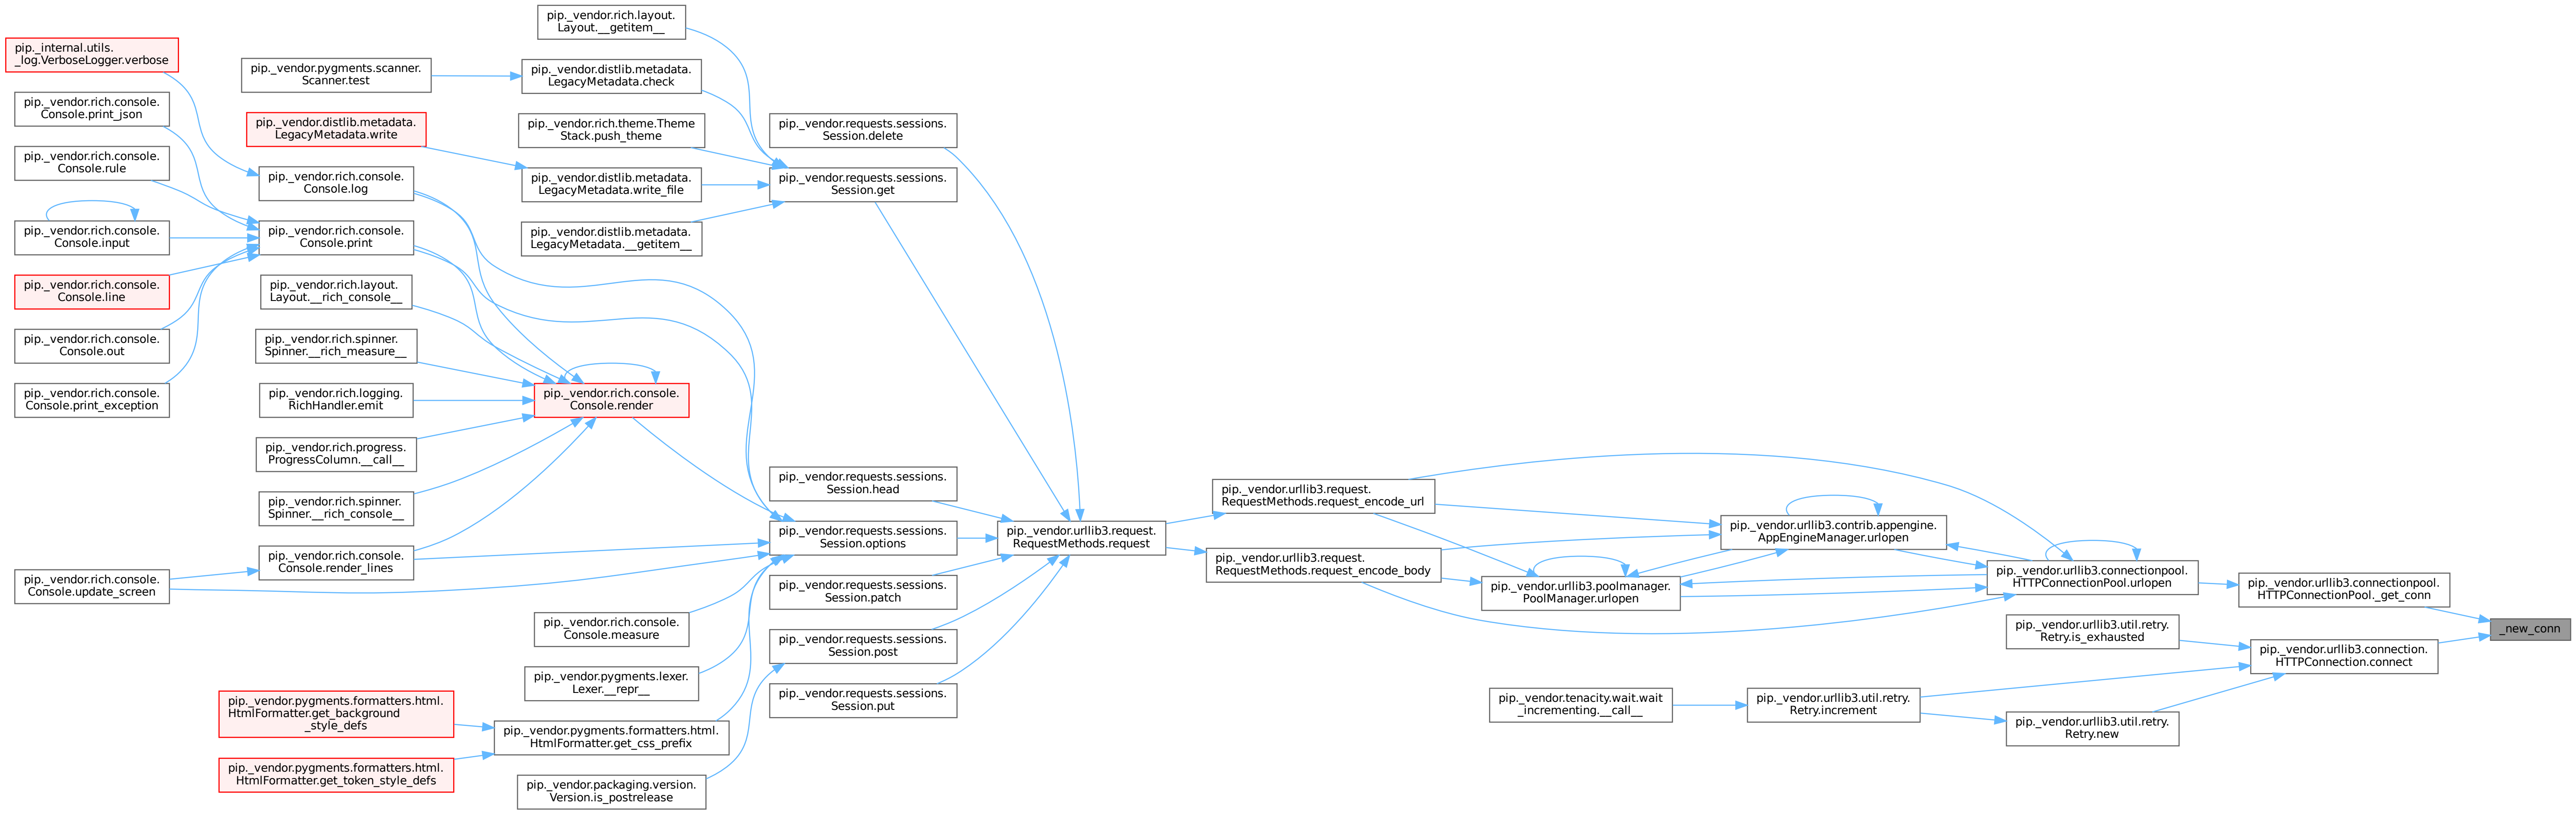 pip._vendor.rich.layout.
Layout.__getitem__
pip._internal.utils.
_log.VerboseLogger.verbose
pip._vendor.pygments.scanner.
Scanner.test
pip._vendor.distlib.metadata.
LegacyMetadata.check
pip._vendor.rich.console.
Console.print_json
pip._vendor.distlib.metadata.
LegacyMetadata.write
pip._vendor.rich.theme.Theme
Stack.push_theme
pip._vendor.requests.sessions.
Session.delete
pip._vendor.rich.console.
Console.rule
pip._vendor.rich.console.
Console.log
pip._vendor.distlib.metadata.
LegacyMetadata.write_file
pip._vendor.requests.sessions.
Session.get
pip._vendor.rich.console.
Console.input
pip._vendor.rich.console.
Console.print
pip._vendor.distlib.metadata.
LegacyMetadata.__getitem__
pip._vendor.rich.console.
Console.line
pip._vendor.rich.layout.
Layout.__rich_console__
pip._vendor.rich.console.
Console.out
pip._vendor.rich.spinner.
Spinner.__rich_measure__
pip._vendor.rich.console.
Console.print_exception
pip._vendor.rich.logging.
RichHandler.emit
pip._vendor.rich.console.
Console.render
pip._vendor.rich.progress.
ProgressColumn.__call__
pip._vendor.rich.spinner.
Spinner.__rich_console__
pip._vendor.requests.sessions.
Session.head
pip._vendor.urllib3.request.
RequestMethods.request_encode_url
pip._vendor.requests.sessions.
Session.options
pip._vendor.urllib3.request.
RequestMethods.request
pip._vendor.urllib3.contrib.appengine.
AppEngineManager.urlopen
pip._vendor.rich.console.
Console.update_screen
pip._vendor.rich.console.
Console.render_lines
pip._vendor.requests.sessions.
Session.patch
pip._vendor.urllib3.request.
RequestMethods.request_encode_body
pip._vendor.urllib3.poolmanager.
PoolManager.urlopen
pip._vendor.urllib3.connectionpool.
HTTPConnectionPool.urlopen
pip._vendor.urllib3.connectionpool.
HTTPConnectionPool._get_conn
pip._vendor.rich.console.
Console.measure
pip._vendor.requests.sessions.
Session.post
pip._vendor.urllib3.util.retry.
Retry.is_exhausted
_new_conn
pip._vendor.urllib3.connection.
HTTPConnection.connect
pip._vendor.pygments.lexer.
Lexer.__repr__
pip._vendor.requests.sessions.
Session.put
pip._vendor.tenacity.wait.wait
_incrementing.__call__
pip._vendor.urllib3.util.retry.
Retry.increment
pip._vendor.urllib3.util.retry.
Retry.new
pip._vendor.pygments.formatters.html.
HtmlFormatter.get_background
_style_defs
pip._vendor.pygments.formatters.html.
HtmlFormatter.get_css_prefix
pip._vendor.pygments.formatters.html.
HtmlFormatter.get_token_style_defs
pip._vendor.packaging.version.
Version.is_postrelease